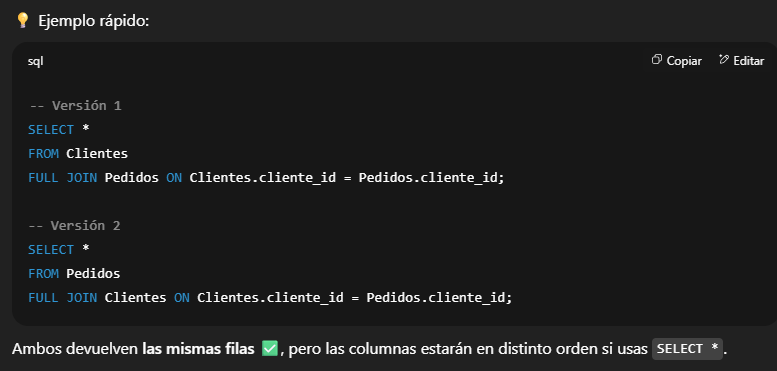 💡 Ejemplo rápido:
sql
Copiar
Editar
-- Versión 1
SELECT *
FROM Clientes
FULL JOIN Pedidos ON Clientes.cliente_id = Pedidos.cliente_id;
-- Versión 2
SELECT *
FROM Pedidos
FULL JOIN Clientes ON Clientes.cliente_id = Pedidos.cliente_id;
Ambos devuelven las mismas filas ✅, pero las columnas estarán en distinto orden si usas SELECT *.